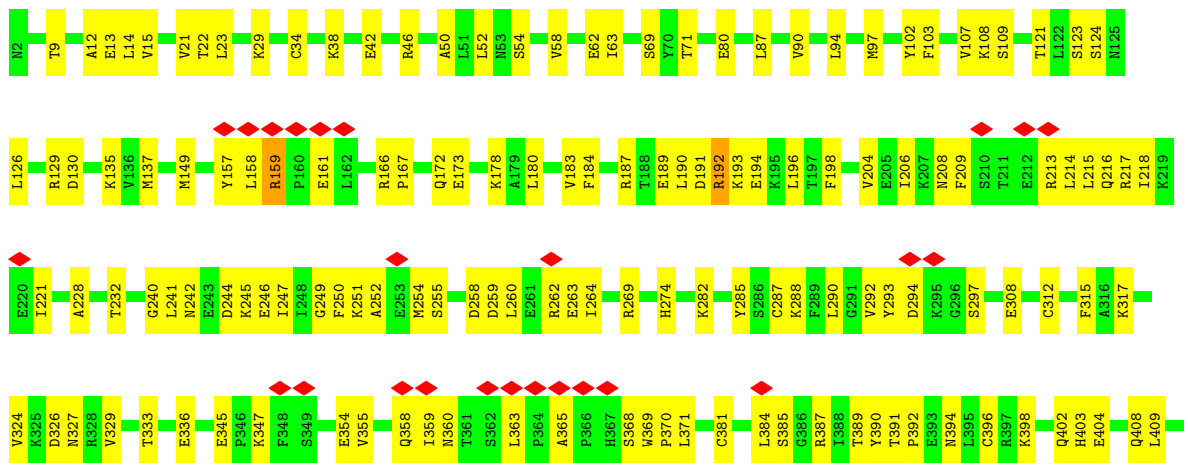 N2 T9 A12 E13 L14 V15 V21 T22 L23 K29 C34 K38 E42 R46 A50 L51 L52 N53 S54 V58 E62 I63 S69 Y70 T71 E80 L87 V90 L94 M97 Y102 F103 V107 K108 S109 T121 L122 S123 S124 N125
L126 R129 D130 K135 V136 M137 M149 Y157 L158 R159 P160 E161 L162 R166 P167 Q172 E173 K178 A179 L180 V183 F184 R187 T188 E189 L190 D191 R192 K193 E194 K195 L196 T197 F198 V204 E205 I206 K207 N208 F209 S210 T211 E212 R213 L214 L215 Q216 R217 I218 K219
E220 I221 A228 T232 G240 L241 N242 E243 D244 K245 E246 I247 I248 G249 F250 K251 A252 E253 M254 S255 D258 D259 L260 E261 R262 E263 I264 R269 H274 K282 Y285 S286 C287 K288 F289 L290 G291 V292 Y293 D294 K295 G296 S297 E308 C312 F315 A316 K317
V324 K325 D326 N327 R328 V329 T333 E336 E345 P346 K347 F348 S349 E354 V355 Q358 I359 N360 T361 S362 L363 P364 A365 P366 H367 S368 W369 P370 L371 C381 L384 S385 G386 R387 I388 T389 Y390 T391 F392 E393 N394 L395 C396 R397 K398 Q402 H403 E404 Q408 L409